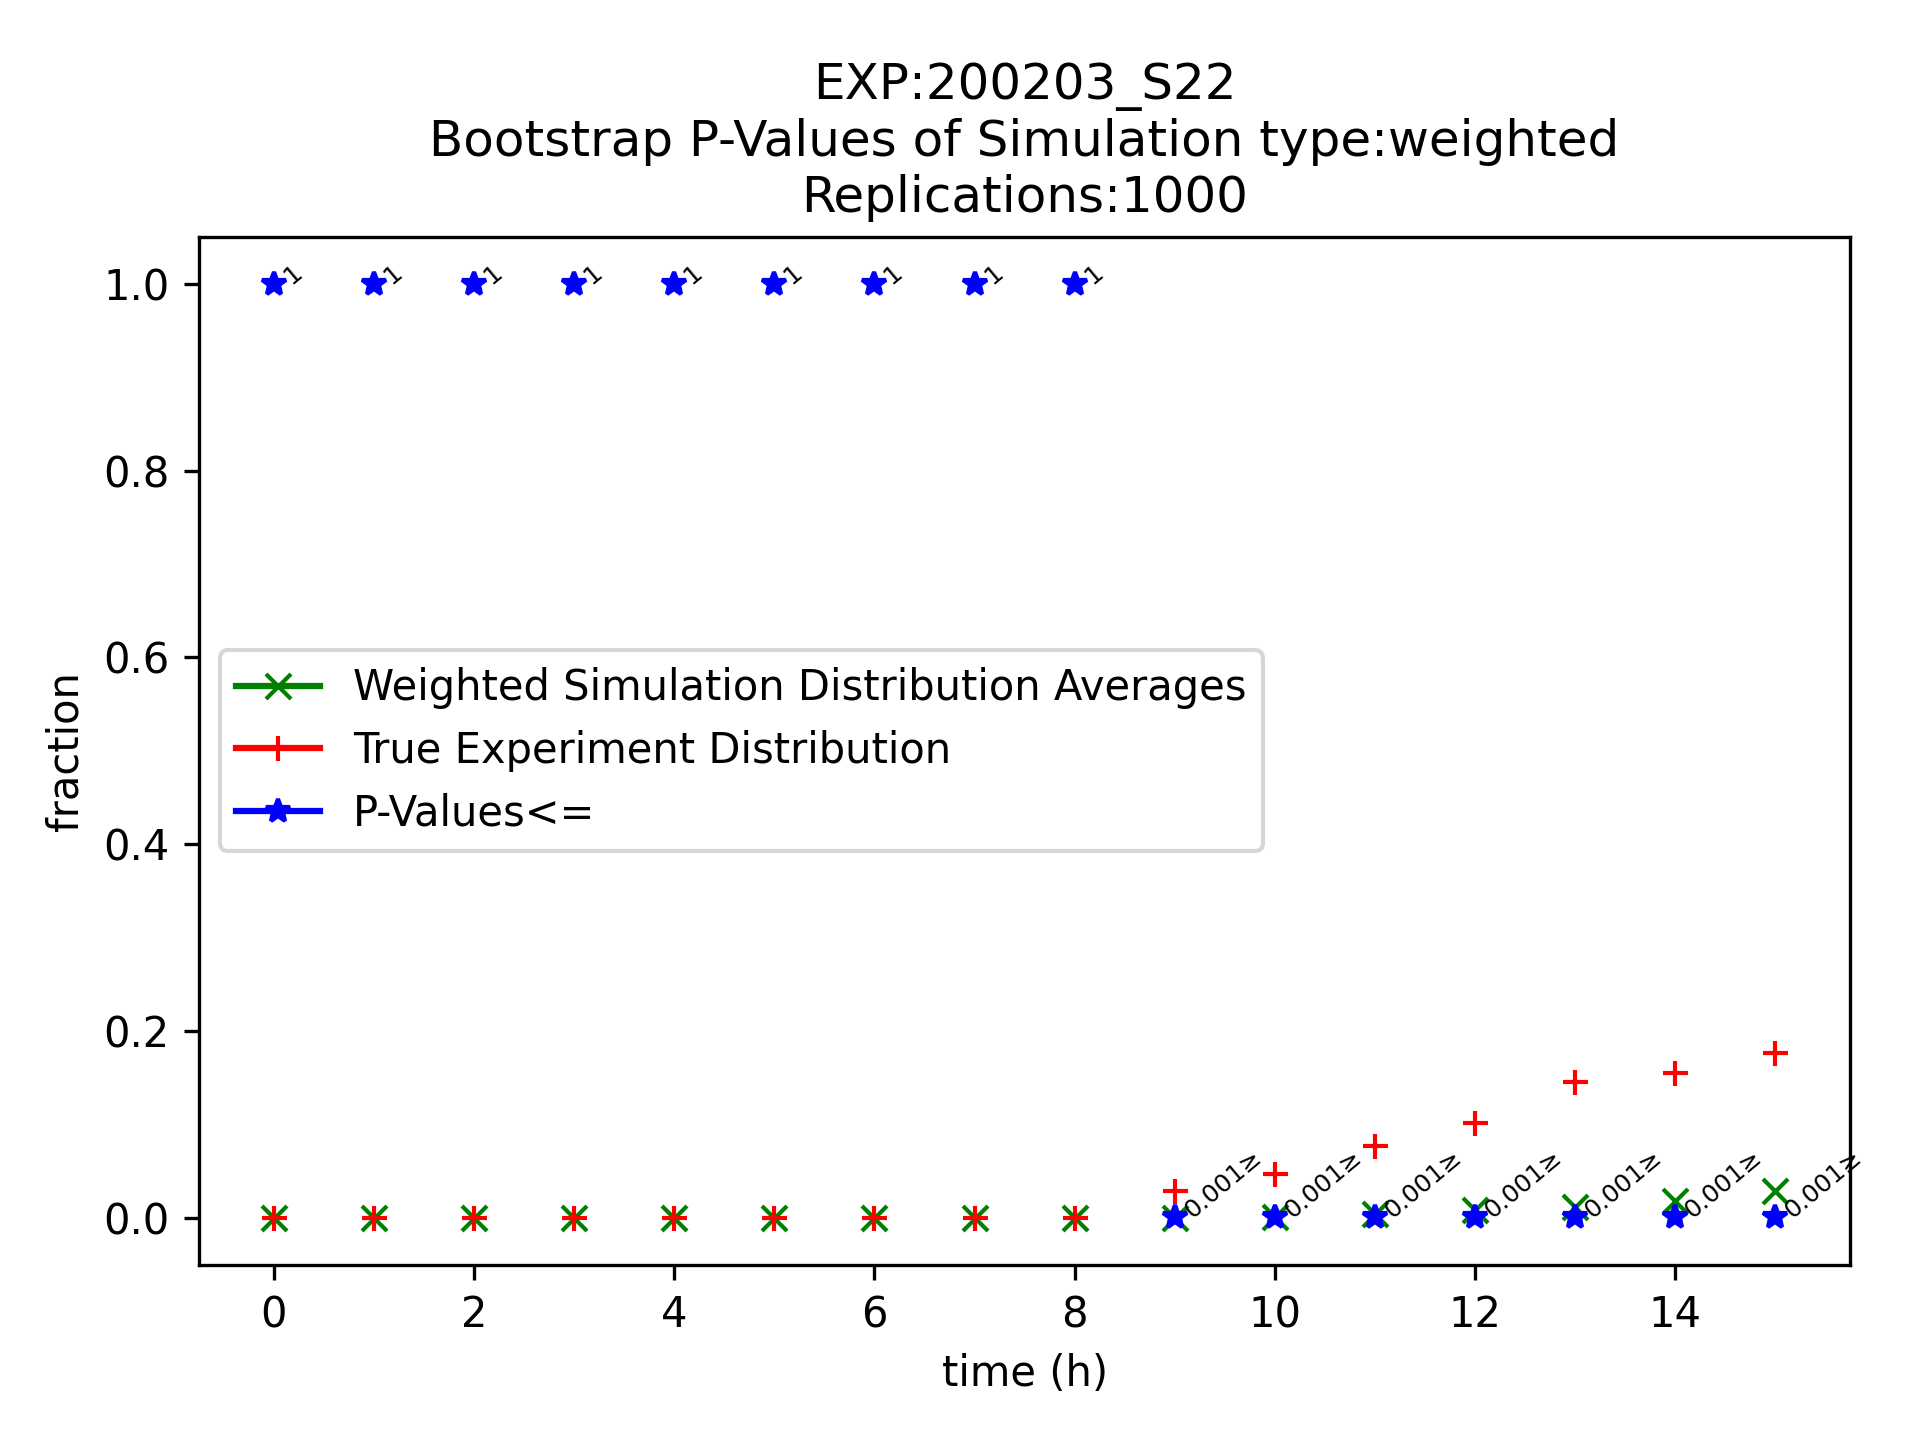 EXP:200203_S22
Bootstrap P-Values of Simulation type:weighted
Replications:1000
1 1 1 1 1 1 1 1 1
1.0
0.8
0.6
0.4
0.2
0.0
fraction
Weighted Simulation Distribution Averages
True Experiment Distribution
P-Values<=
0.001≥ 0.001≥ 0.001≥ 0.001≥ 0.001≥ 0.001≥ 0.001≥
0 2 4 6 8 10 12 14
time (h)